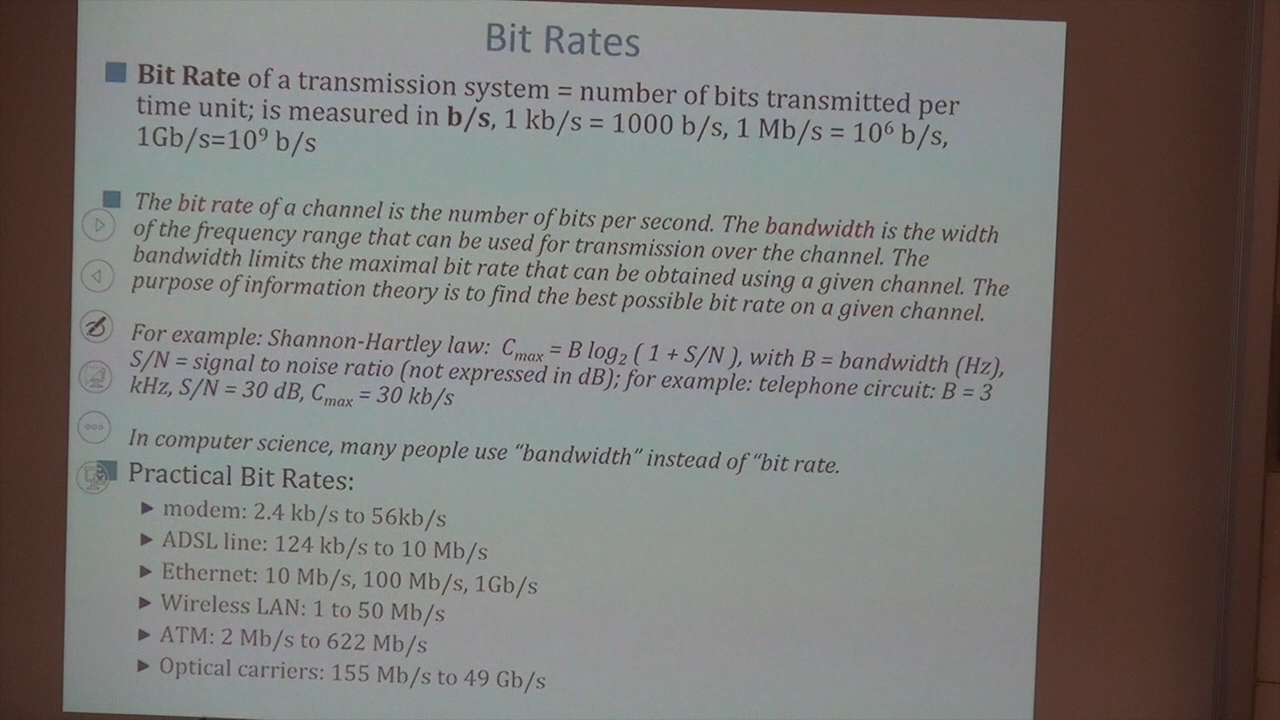 Bit Rates
Bit Rate of a transmission system = number of bits transmitted per
time unit; is measured in b/s, 1 kb/s = 1000 b/s, 1 Mb/s = 10⁶ b/s,
1Gb/s=10⁹ b/s
The bit rate of a channel is the number of bits per second. The bandwidth is the width
of the frequency range that can be used for transmission over the channel. The
bandwidth limits the maximal bit rate that can be obtained using a given channel. The
purpose of information theory is to find the best possible bit rate on a given channel.
For example: Shannon-Hartley law: Cmax = B log₂ ( 1 + S/N ), with B = bandwidth (Hz),
S/N = signal to noise ratio (not expressed in dB); for example: telephone circuit: B = 3
kHz, S/N = 30 dB, Cmax = 30 kb/s
In computer science, many people use “bandwidth” instead of “bit rate.
Practical Bit Rates:
modem: 2.4 kb/s to 56kb/s
ADSL line: 124 kb/s to 10 Mb/s
Ethernet: 10 Mb/s, 100 Mb/s, 1Gb/s
Wireless LAN: 1 to 50 Mb/s
ATM: 2 Mb/s to 622 Mb/s
Optical carriers: 155 Mb/s to 49 Gb/s